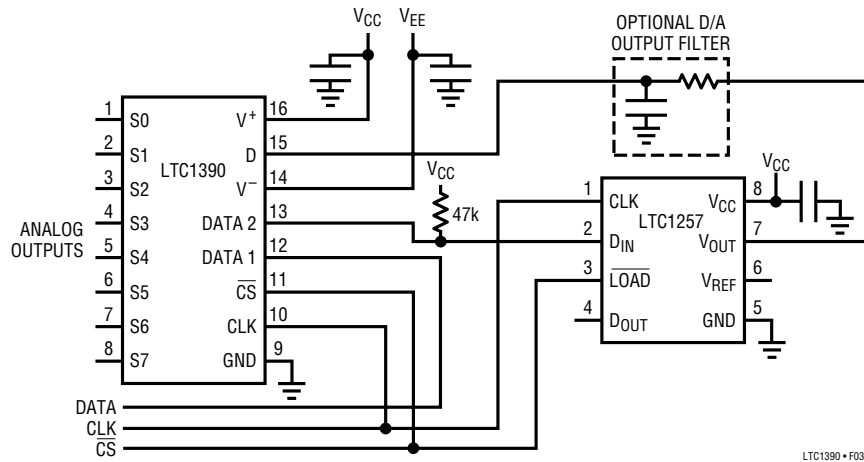 VCC
VEE
OPTIONAL D/A
OUTPUT FILTER
1 S0
2 S1
3 S2
4 S3
5 S4
6 S5
7 S6
8 S7
ANALOG
OUTPUTS
LTC1390
V+ 16
D 15
V− 14
DATA 2 13
DATA 1 12
CS 11
CLK 10
GND 9
VCC
47k
1 CLK
2 DIN
3 LOAD
4 DOUT
LTC1257
VCC 8
VOUT 7
VREF 6
GND 5
VCC
DATA
CLK
CS
LTC1390 • F03